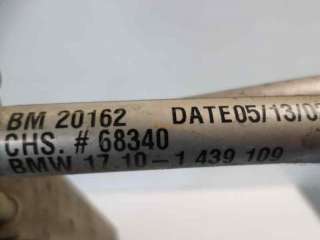 BM 20162 DATE05/13/0
CHS. # 68340
BMW 17.10-1 439 109